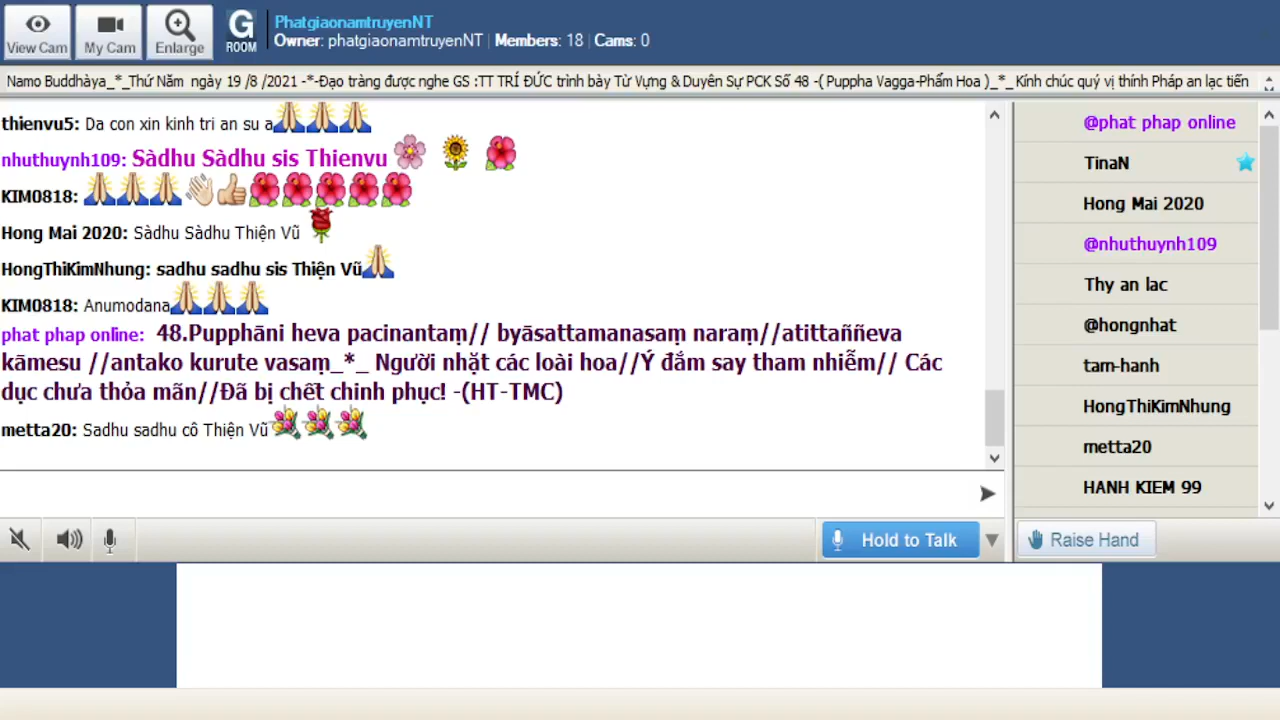 View Cam
My Cam
Enlarge
G
ROOM
PhatgiaonamtruyenNT
Owner: phatgiaonamtruyenNT | Members: 18 | Cams: 0
Namo Buddhàya_*_Thứ Năm ngày 19 /8 /2021 -*-Đạo tràng được nghe GS :TT TRÍ ĐỨC trình bày Từ Vựng & Duyên Sự PCK Số 48 -( Puppha Vagga-Phẩm Hoa )_*_Kính chúc quý vị thính Pháp an lạc tiến
thienvu5: Da con xin kinh tri an su a
nhuthuynh109: Sàdhu Sàdhu sis Thienvu
KIM0818:
Hong Mai 2020: Sàdhu Sàdhu Thiện Vũ
HongThiKimNhung: sadhu sadhu sis Thiện Vũ
KIM0818: Anumodana
phat phap online: 48.Pupphāni heva pacinantaṃ// byāsattamanasaṃ naraṃ//atittaññeva
kāmesu //antako kurute vasaṃ_*_ Người nhặt các loài hoa//Ý đắm say tham nhiễm// Các
dục chưa thỏa mãn//Đã bị chết chinh phục! -(HT-TMC)
metta20: Sadhu sadhu cô Thiện Vũ
@phat phap online
TinaN
Hong Mai 2020
@nhuthuynh109
Thy an lac
@hongnhat
tam-hanh
HongThiKimNhung
metta20
HANH KIEM 99
Hold to Talk
Raise Hand